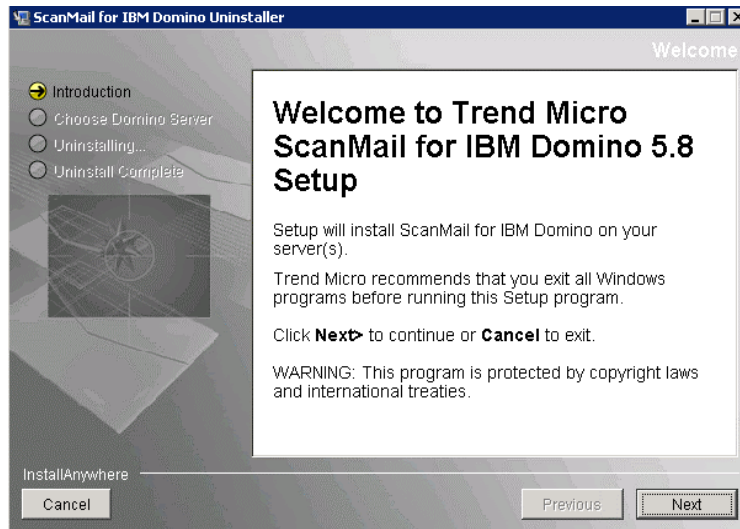 ScanMail for IBM Domino Uninstaller
Welcome
Introduction
Choose Domino Server
Uninstalling...
Uninstall Complete
Welcome to Trend Micro
ScanMail for IBM Domino 5.8
Setup
Setup will install ScanMail for IBM Domino on your
server(s).
Trend Micro recommends that you exit all Windows
programs before running this Setup program.
Click Next> to continue or Cancel to exit.
WARNING: This program is protected by copyright laws
and international treaties.
InstallAnywhere
Cancel
Previous
Next